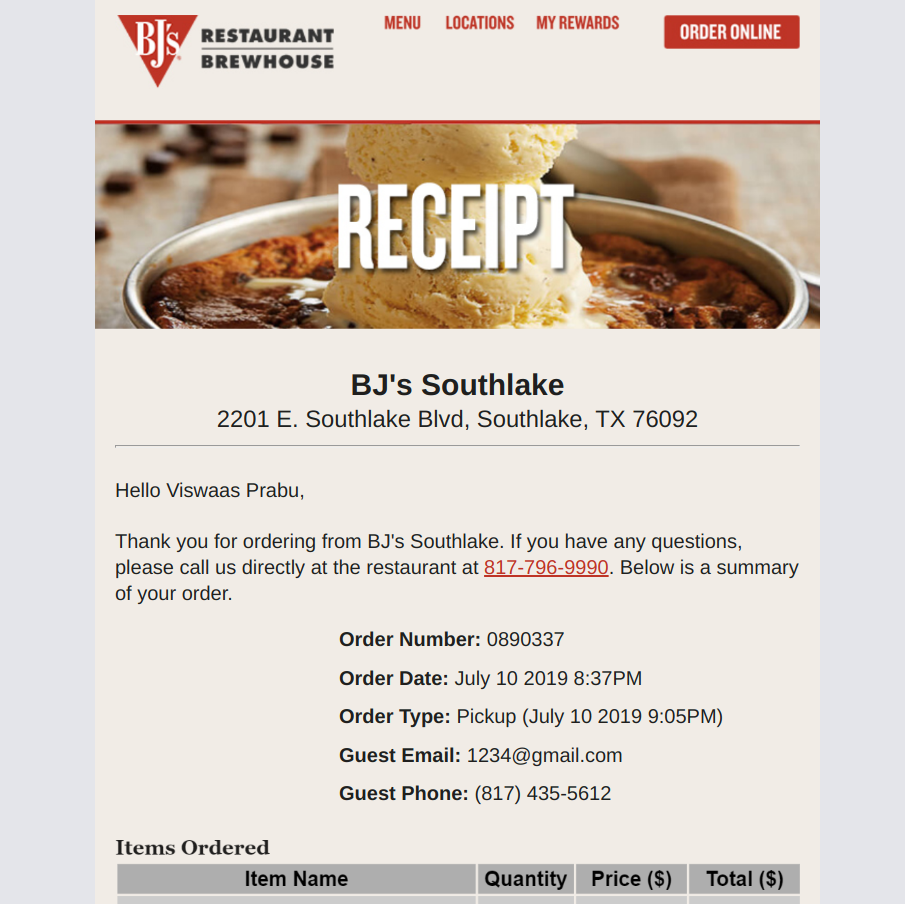 BJ's RESTAURANT
BREWHOUSE
MENU LOCATIONS MY REWARDS ORDER ONLINE
RECEIPT
BJ's Southlake
2201 E. Southlake Blvd, Southlake, TX 76092
Hello Viswaas Prabu,
Thank you for ordering from BJ's Southlake. If you have any questions,
please call us directly at the restaurant at 817-796-9990. Below is a summary
of your order.
Order Number: 0890337
Order Date: July 10 2019 8:37PM
Order Type: Pickup (July 10 2019 9:05PM)
Guest Email: 1234@gmail.com
Guest Phone: (817) 435-5612
Items Ordered
Item Name Quantity Price ($) Total ($)